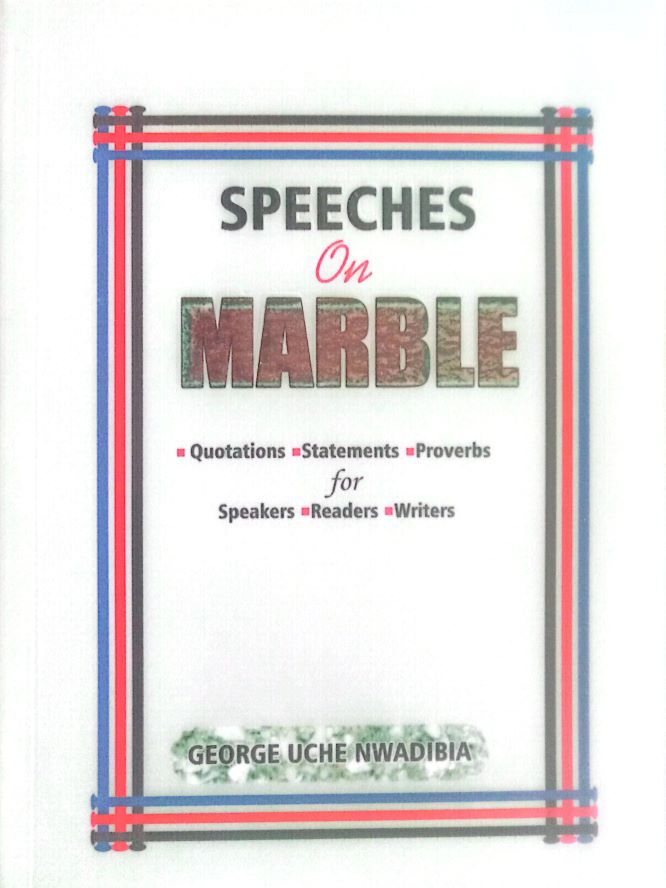 SPEECHES
On
MARBLE
▪ Quotations ▪Statements ▪Proverbs
for
Speakers ▪Readers ▪Writers
GEORGE UCHE NWADIBIA